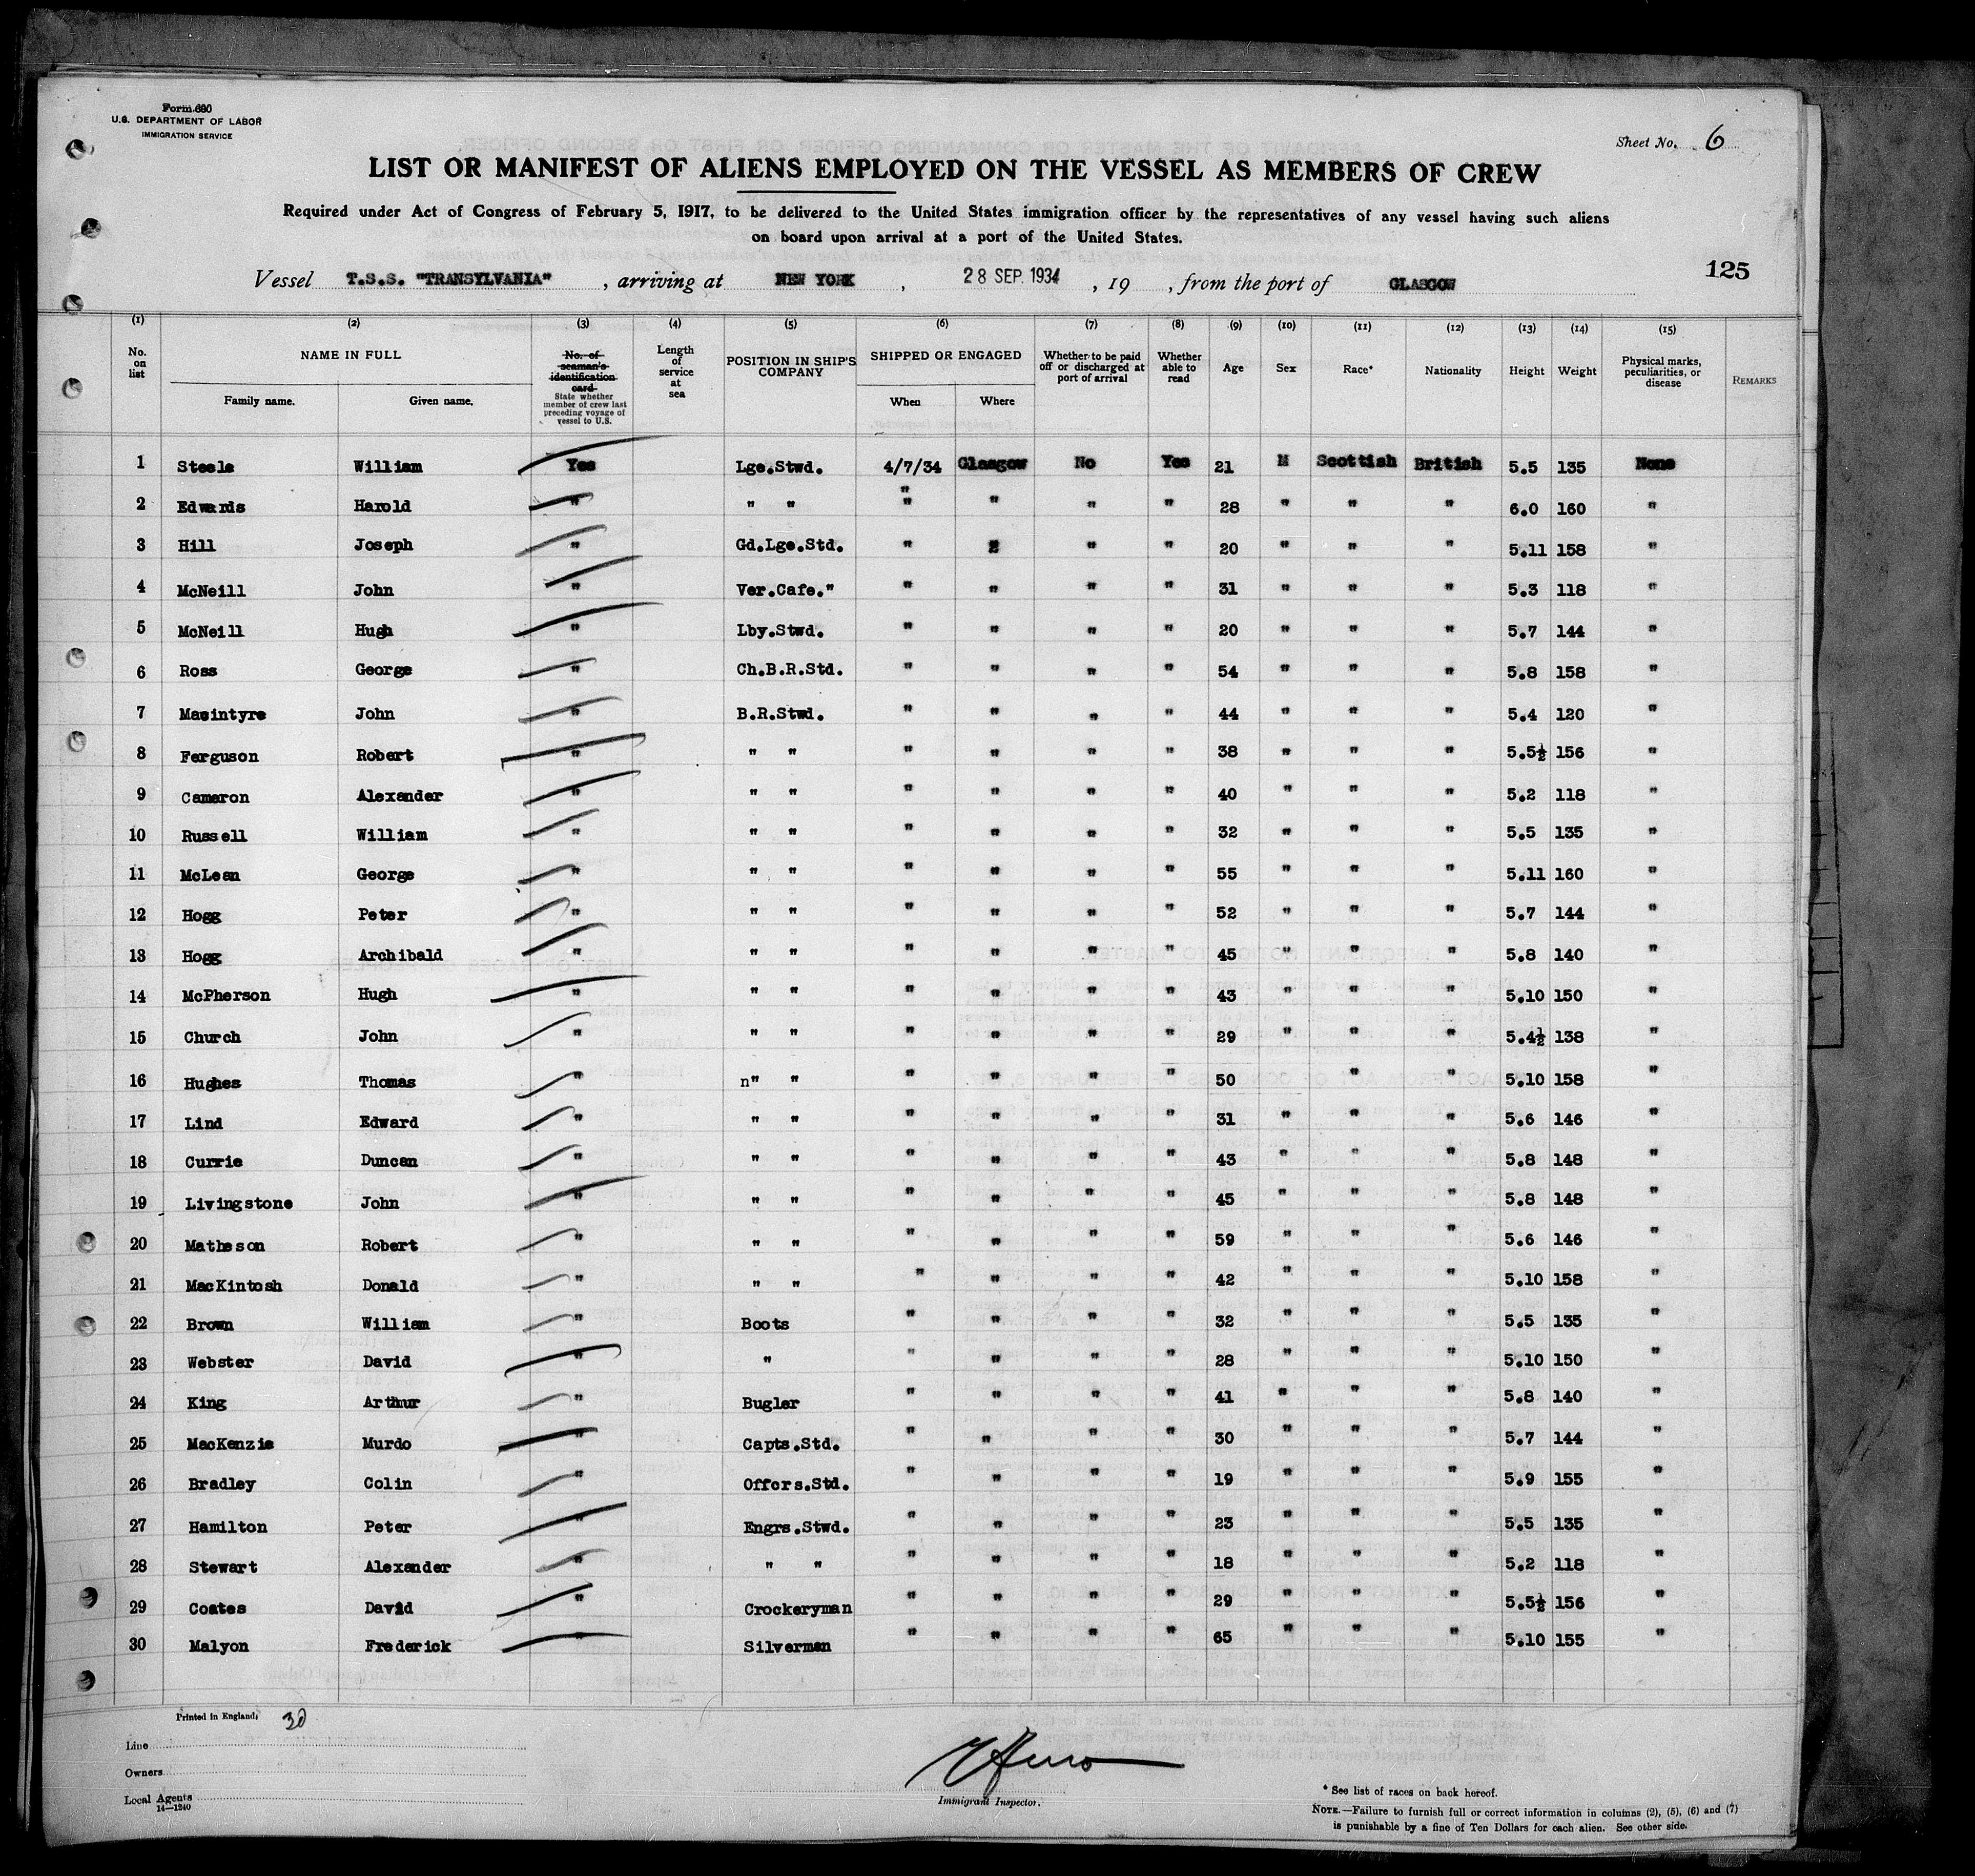 Form 680
U.S. DEPARTMENT OF LABOR
IMMIGRATION SERVICE
Sheet No. 6
LIST OR MANIFEST OF ALIENS EMPLOYED ON THE VESSEL AS MEMBERS OF CREW
Required under Act of Congress of February 5, 1917, to be delivered to the United States immigration officer by the representatives of any vessel having such aliens
on board upon arrival at a port of the United States.
125
Vessel T.S.S. "TRANSYLVANIA" , arriving at NEW YORK , 28 SEP. 1934 , 19 , from the port of GLASGOW
(1) (2) (3) (4) (5) (6) (7) (8) (9) (10) (11) (12) (13) (14) (15)
No. on list NAME IN FULL Family name. Given name. No. of seaman's identification card State whether member of crew last preceding voyage of vessel to U.S. Length of service at sea POSITION IN SHIP'S COMPANY SHIPPED OR ENGAGED When Where Whether to be paid off or discharged at port of arrival Whether able to read Age Sex Race* Nationality Height Weight Physical marks, peculiarities, or disease REMARKS
1 Steele William Yes Lge.Stwd. 4/7/34 Glasgow No Yes 21 M Scottish British 5.5 135 None
2 Edwards Harold " " " " " " " 28 " " " 6.0 160 "
3 Hill Joseph " Gd.Lge.Std. " " " " 20 " " " 5.11 158 "
4 McNeill John " Ver.Cafe." " " " " 31 " " " 5.3 118 "
5 McNeill Hugh " Lby.Stwd. " " " " 20 " " " 5.7 144 "
6 Ross George " Ch.B.R.Std. " " " " 54 " " " 5.8 158 "
7 Macintyre John " B.R.Stwd. " " " " 44 " " " 5.4 120 "
8 Ferguson Robert " " " " " " " 38 " " " 5.5½ 156 "
9 Cameron Alexander " " " " " " " 40 " " " 5.2 118 "
10 Russell William " " " " " " " 32 " " " 5.5 135 "
11 McLean George " " " " " " " 55 " " " 5.11 160 "
12 Hogg Peter " " " " " " " 52 " " " 5.7 144 "
13 Hogg Archibald " " " " " " " 45 " " " 5.8 140 "
14 McPherson Hugh " " " " " " " 43 " " " 5.10 150 "
15 Church John " " " " " " " 29 " " " 5.4½ 138 "
16 Hughes Thomas " n" " " " " " 50 " " " 5.10 158 "
17 Lind Edward " " " " " " " 31 " " " 5.6 146 "
18 Currie Duncan " " " " " " " 43 " " " 5.8 148 "
19 Livingstone John " " " " " " " 45 " " " 5.8 148 "
20 Matheson Robert " " " " " " " 59 " " " 5.6 146 "
21 MacKintosh Donald " " " " " " " 42 " " " 5.10 158 "
22 Brown William " Boots " " " " 32 " " " 5.5 135 "
23 Webster David " " " " " " 28 " " " 5.10 150 "
24 King Arthur " Bugler " " " " 41 " " " 5.8 140 "
25 MacKenzie Murdo " Capts.Std. " " " " 30 " " " 5.7 144 "
26 Bradley Colin " Offcrs.Std. " " " " 19 " " " 5.9 155 "
27 Hamilton Peter " Engrs.Stwd. " " " " 23 " " " 5.5 135 "
28 Stewart Alexander " " " " " " " 18 " " " 5.2 118 "
29 Coates David " Crockeryman " " " " 29 " " " 5.5½ 156 "
30 Malyon Frederick " Silverman " " " " 65 " " " 5.10 155 "
Printed in England. 30
Line
Owners
Local Agents
14—1240
Immigrant Inspector.
* See list of races on back hereof.
NOTE.—Failure to furnish full or correct information in columns (2), (5), (6) and (7)
is punishable by a fine of Ten Dollars for each alien. See other side.